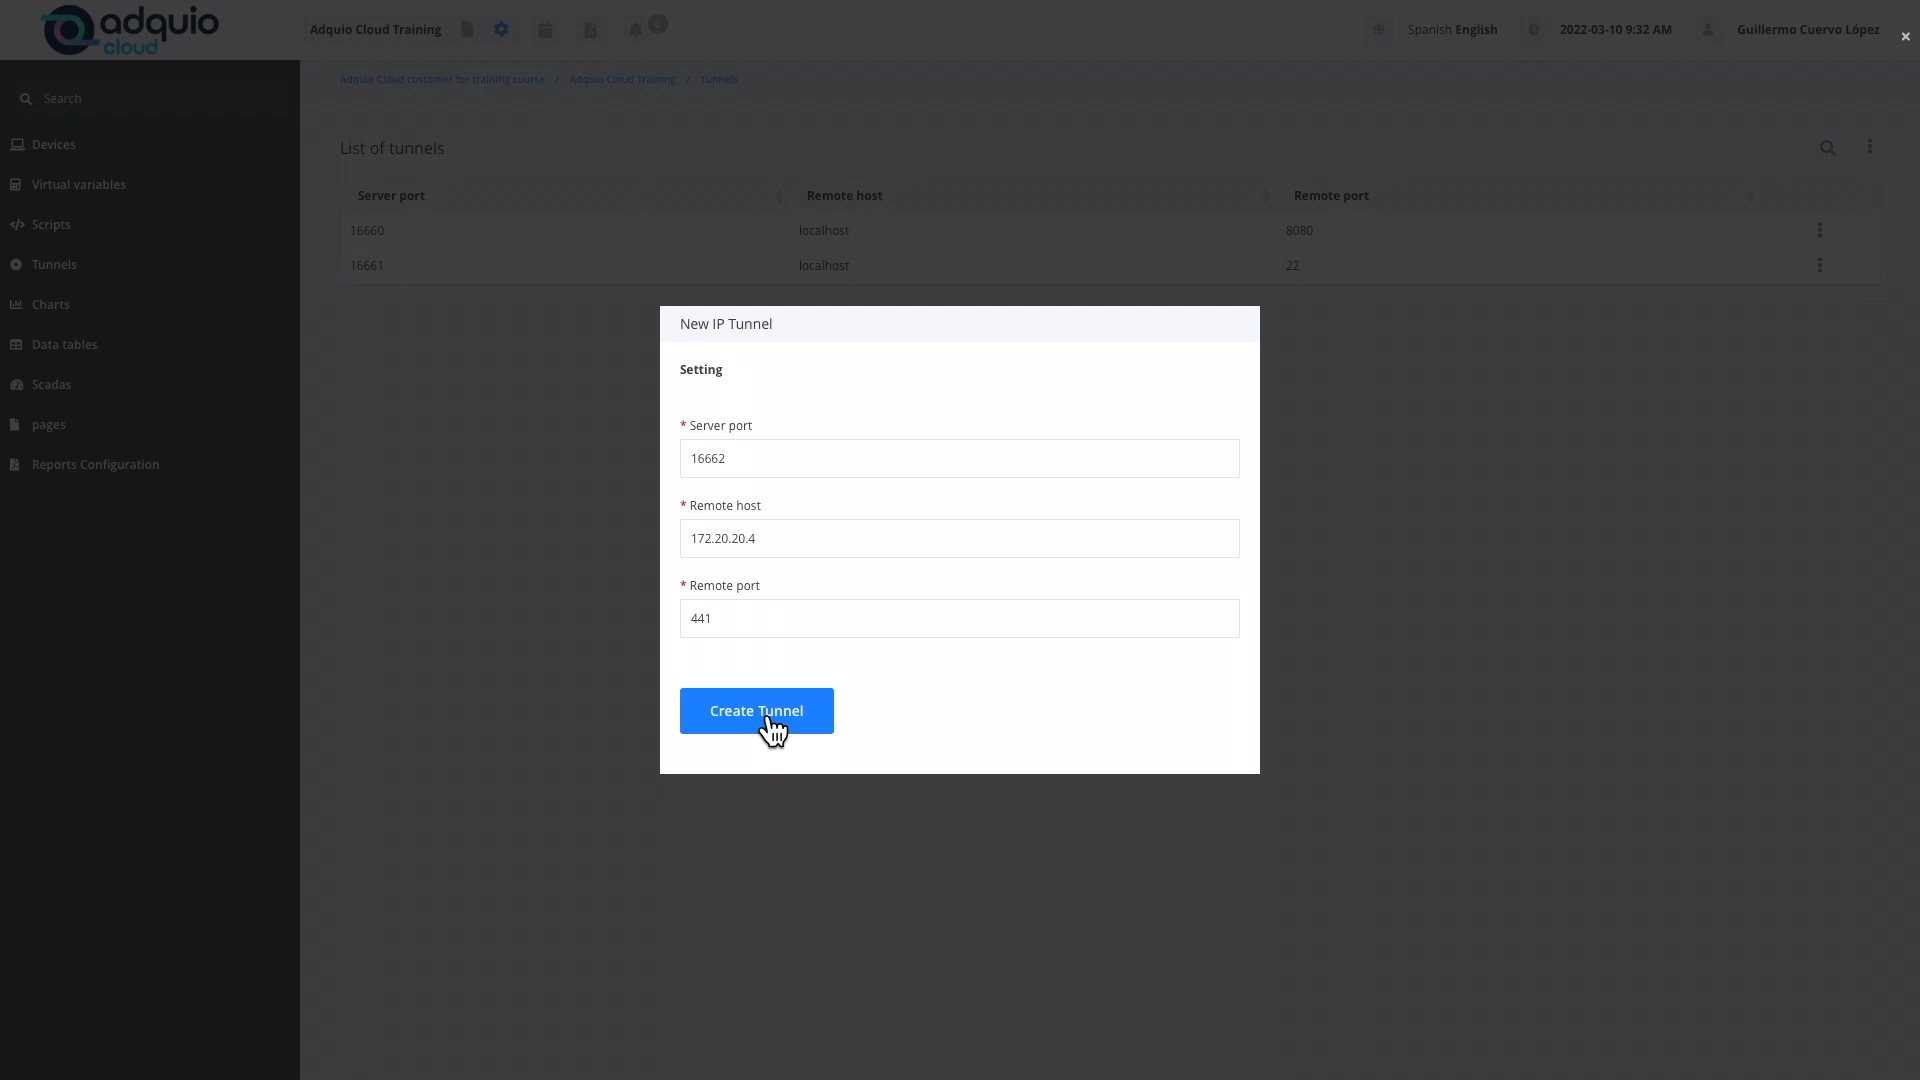 adquio
cloud
Adquio Cloud Training
Spanish English
2022-03-10 9:32 AM
Guillermo Cuervo López
×
Search
Devices
Virtual variables
Scripts
Tunnels
Charts
Data tables
Scadas
pages
Reports Configuration
Adquio Cloud customer for training course / Adquio Cloud Training / Tunnels
List of tunnels
Server port Remote host Remote port
16660 localhost 8080
16661 localhost 22
New IP Tunnel
Setting
* Server port
16662
* Remote host
172.20.20.4
* Remote port
441
Create Tunnel